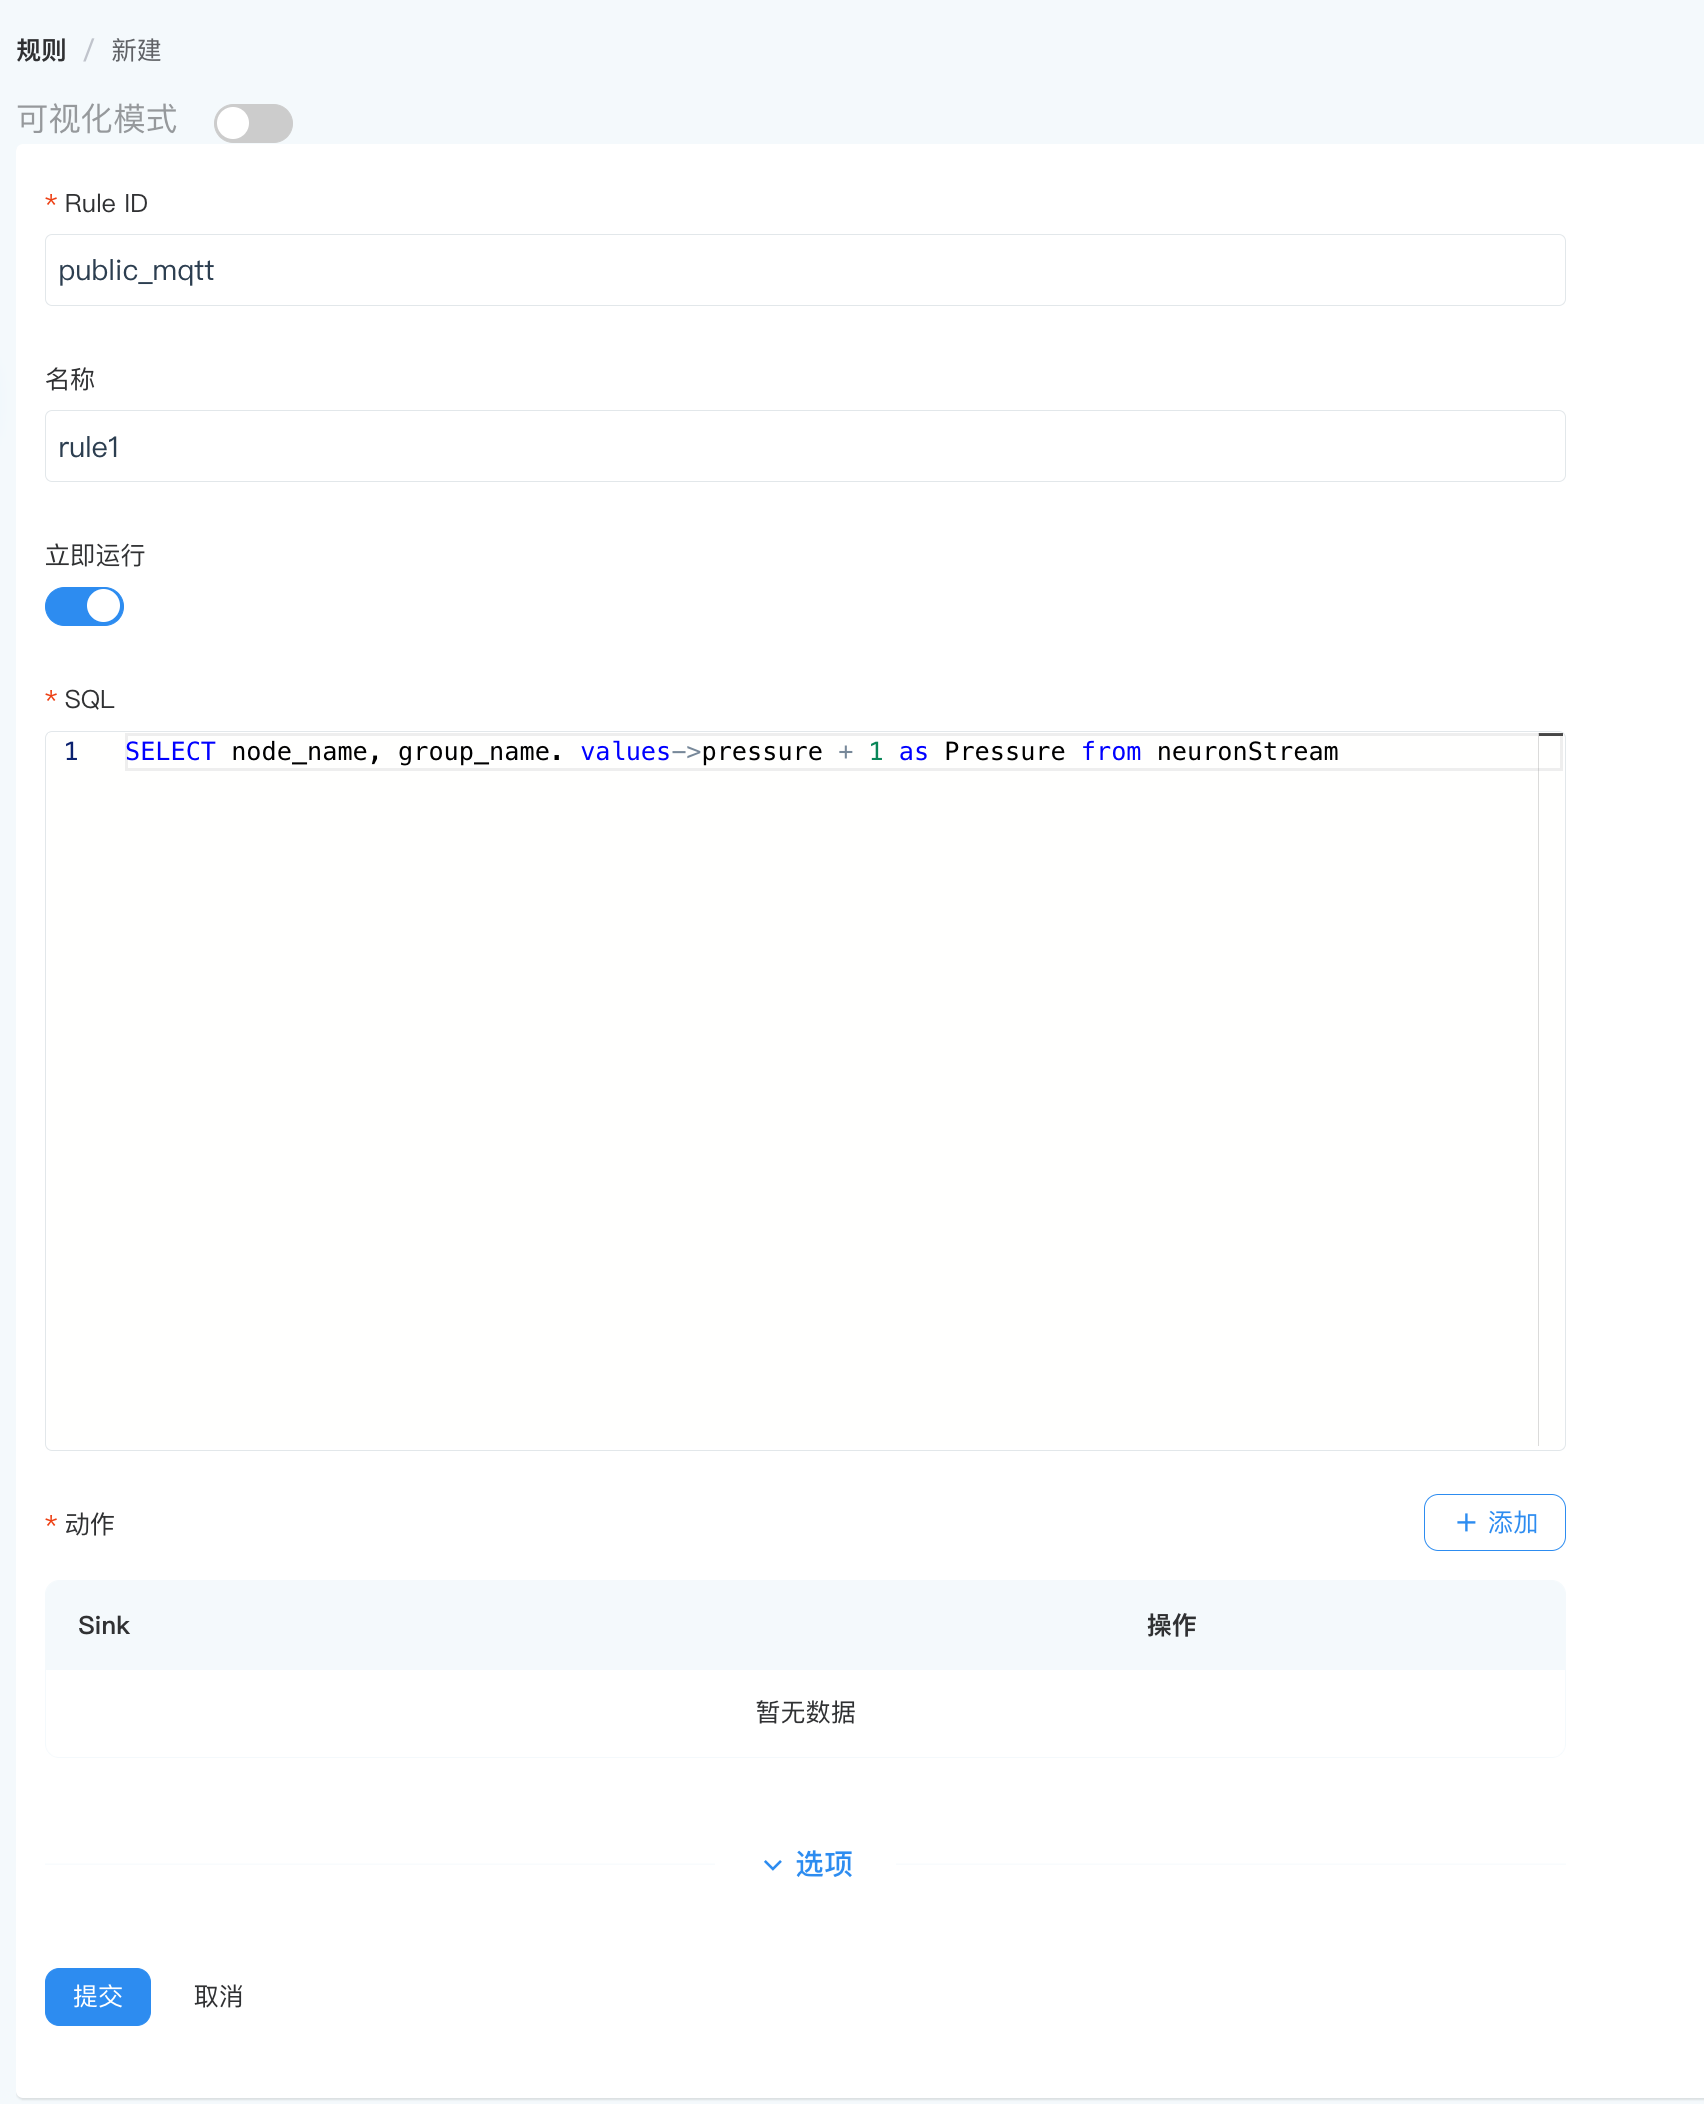 规则 / 新建
可视化模式
* Rule ID
public_mqtt
名称
rule1
立即运行
* SQL
1 SELECT node_name, group_name. values->pressure + 1 as Pressure from neuronStream
* 动作
+ 添加
Sink 操作
暂无数据
选项
提交 取消